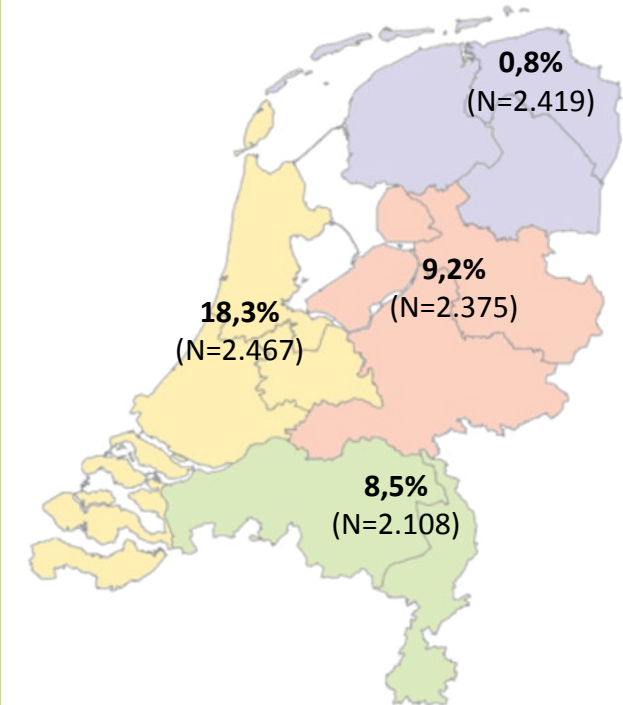 0,8%
(N=2.419)
9,2%
(N=2.375)
18,3%
(N=2.467)
8,5%
(N=2.108)